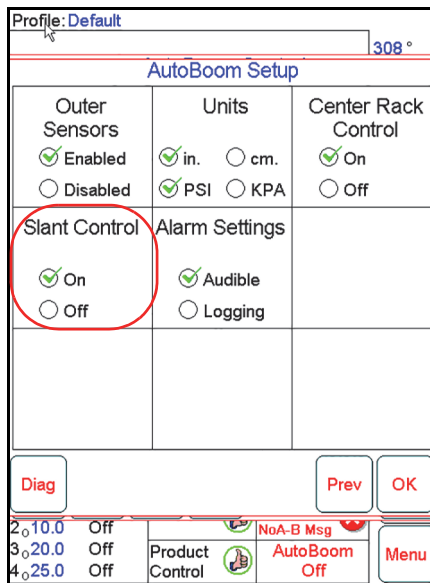 Profile: Default
308 °
AutoBoom Setup
Outer Sensors
Enabled
Disabled
Units
in. cm.
PSI KPA
Center Rack Control
On
Off
Slant Control
On
Off
Alarm Settings
Audible
Logging
Diag
Prev
OK
2 10.0 Off
3 20.0 Off
4 25.0 Off
NoA-B Msg
Product Control
AutoBoom Off
Menu